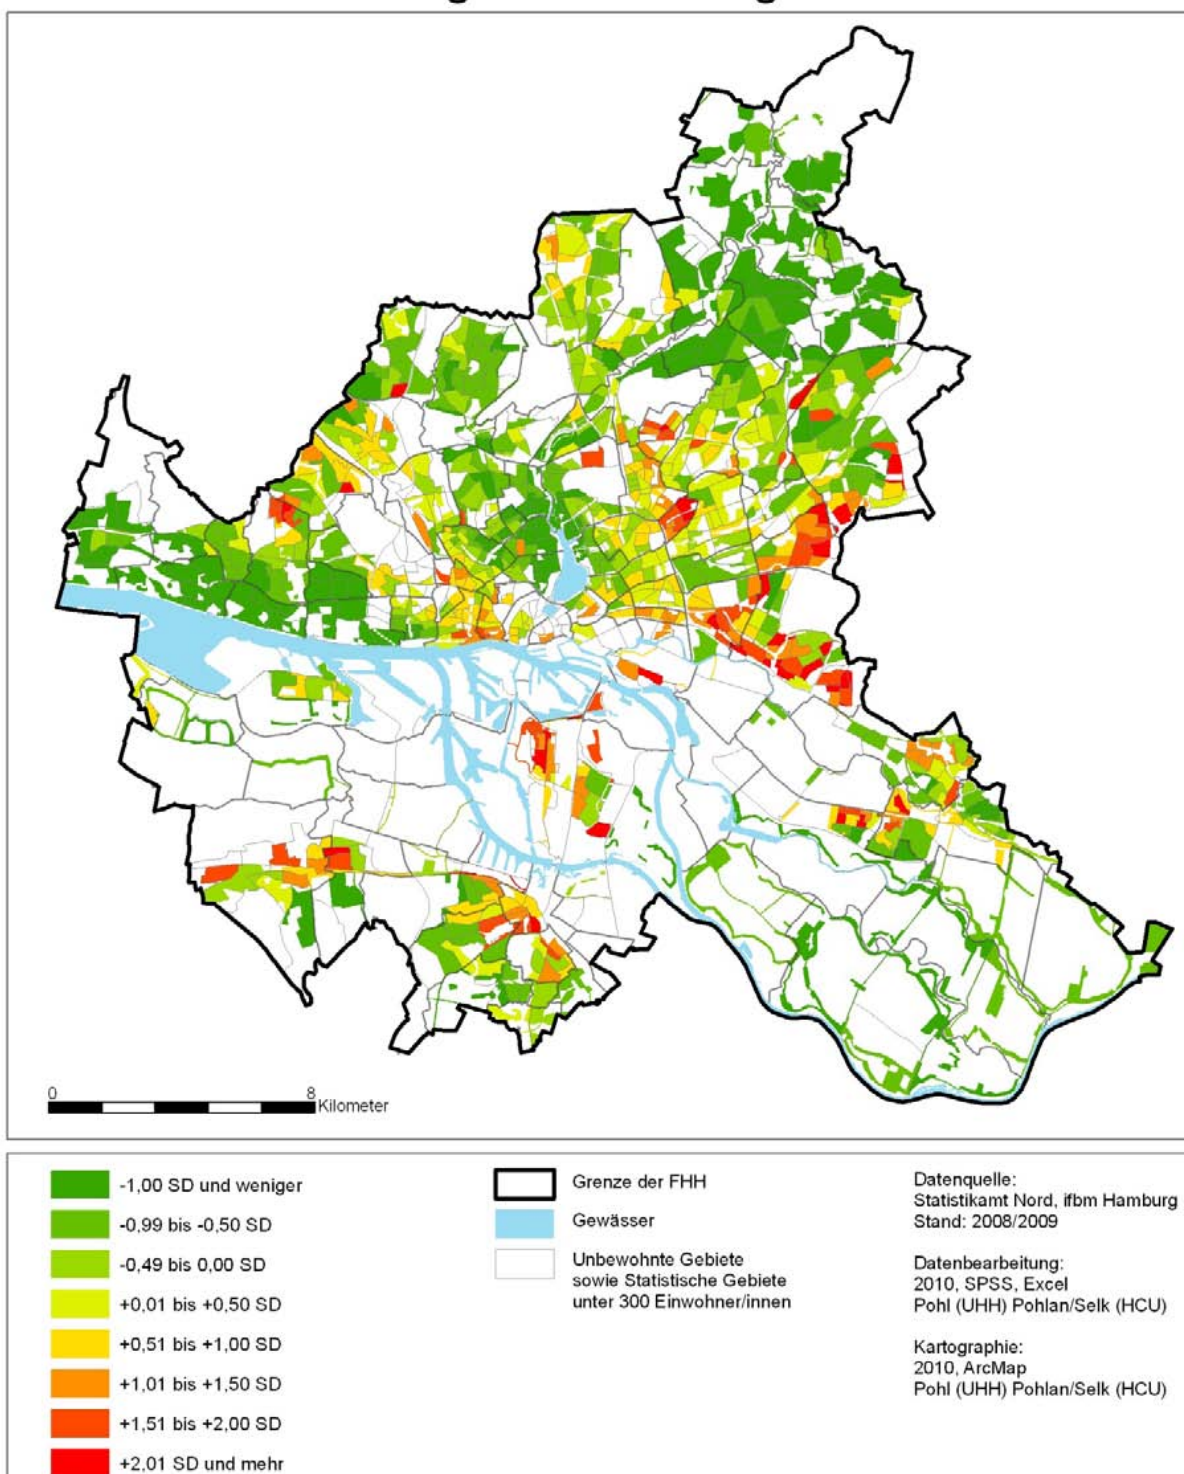 0 8
Kilometer
-1,00 SD und weniger
-0,99 bis -0,50 SD
-0,49 bis 0,00 SD
+0,01 bis +0,50 SD
+0,51 bis +1,00 SD
+1,01 bis +1,50 SD
+1,51 bis +2,00 SD
+2,01 SD und mehr
Grenze der FHH
Gewässer
Unbewohnte Gebiete
sowie Statistische Gebiete
unter 300 Einwohner/innen
Datenquelle:
Statistikamt Nord, ifbm Hamburg
Stand: 2008/2009
Datenbearbeitung:
2010, SPSS, Excel
Pohl (UHH) Pohlan/Selk (HCU)
Kartographie:
2010, ArcMap
Pohl (UHH) Pohlan/Selk (HCU)